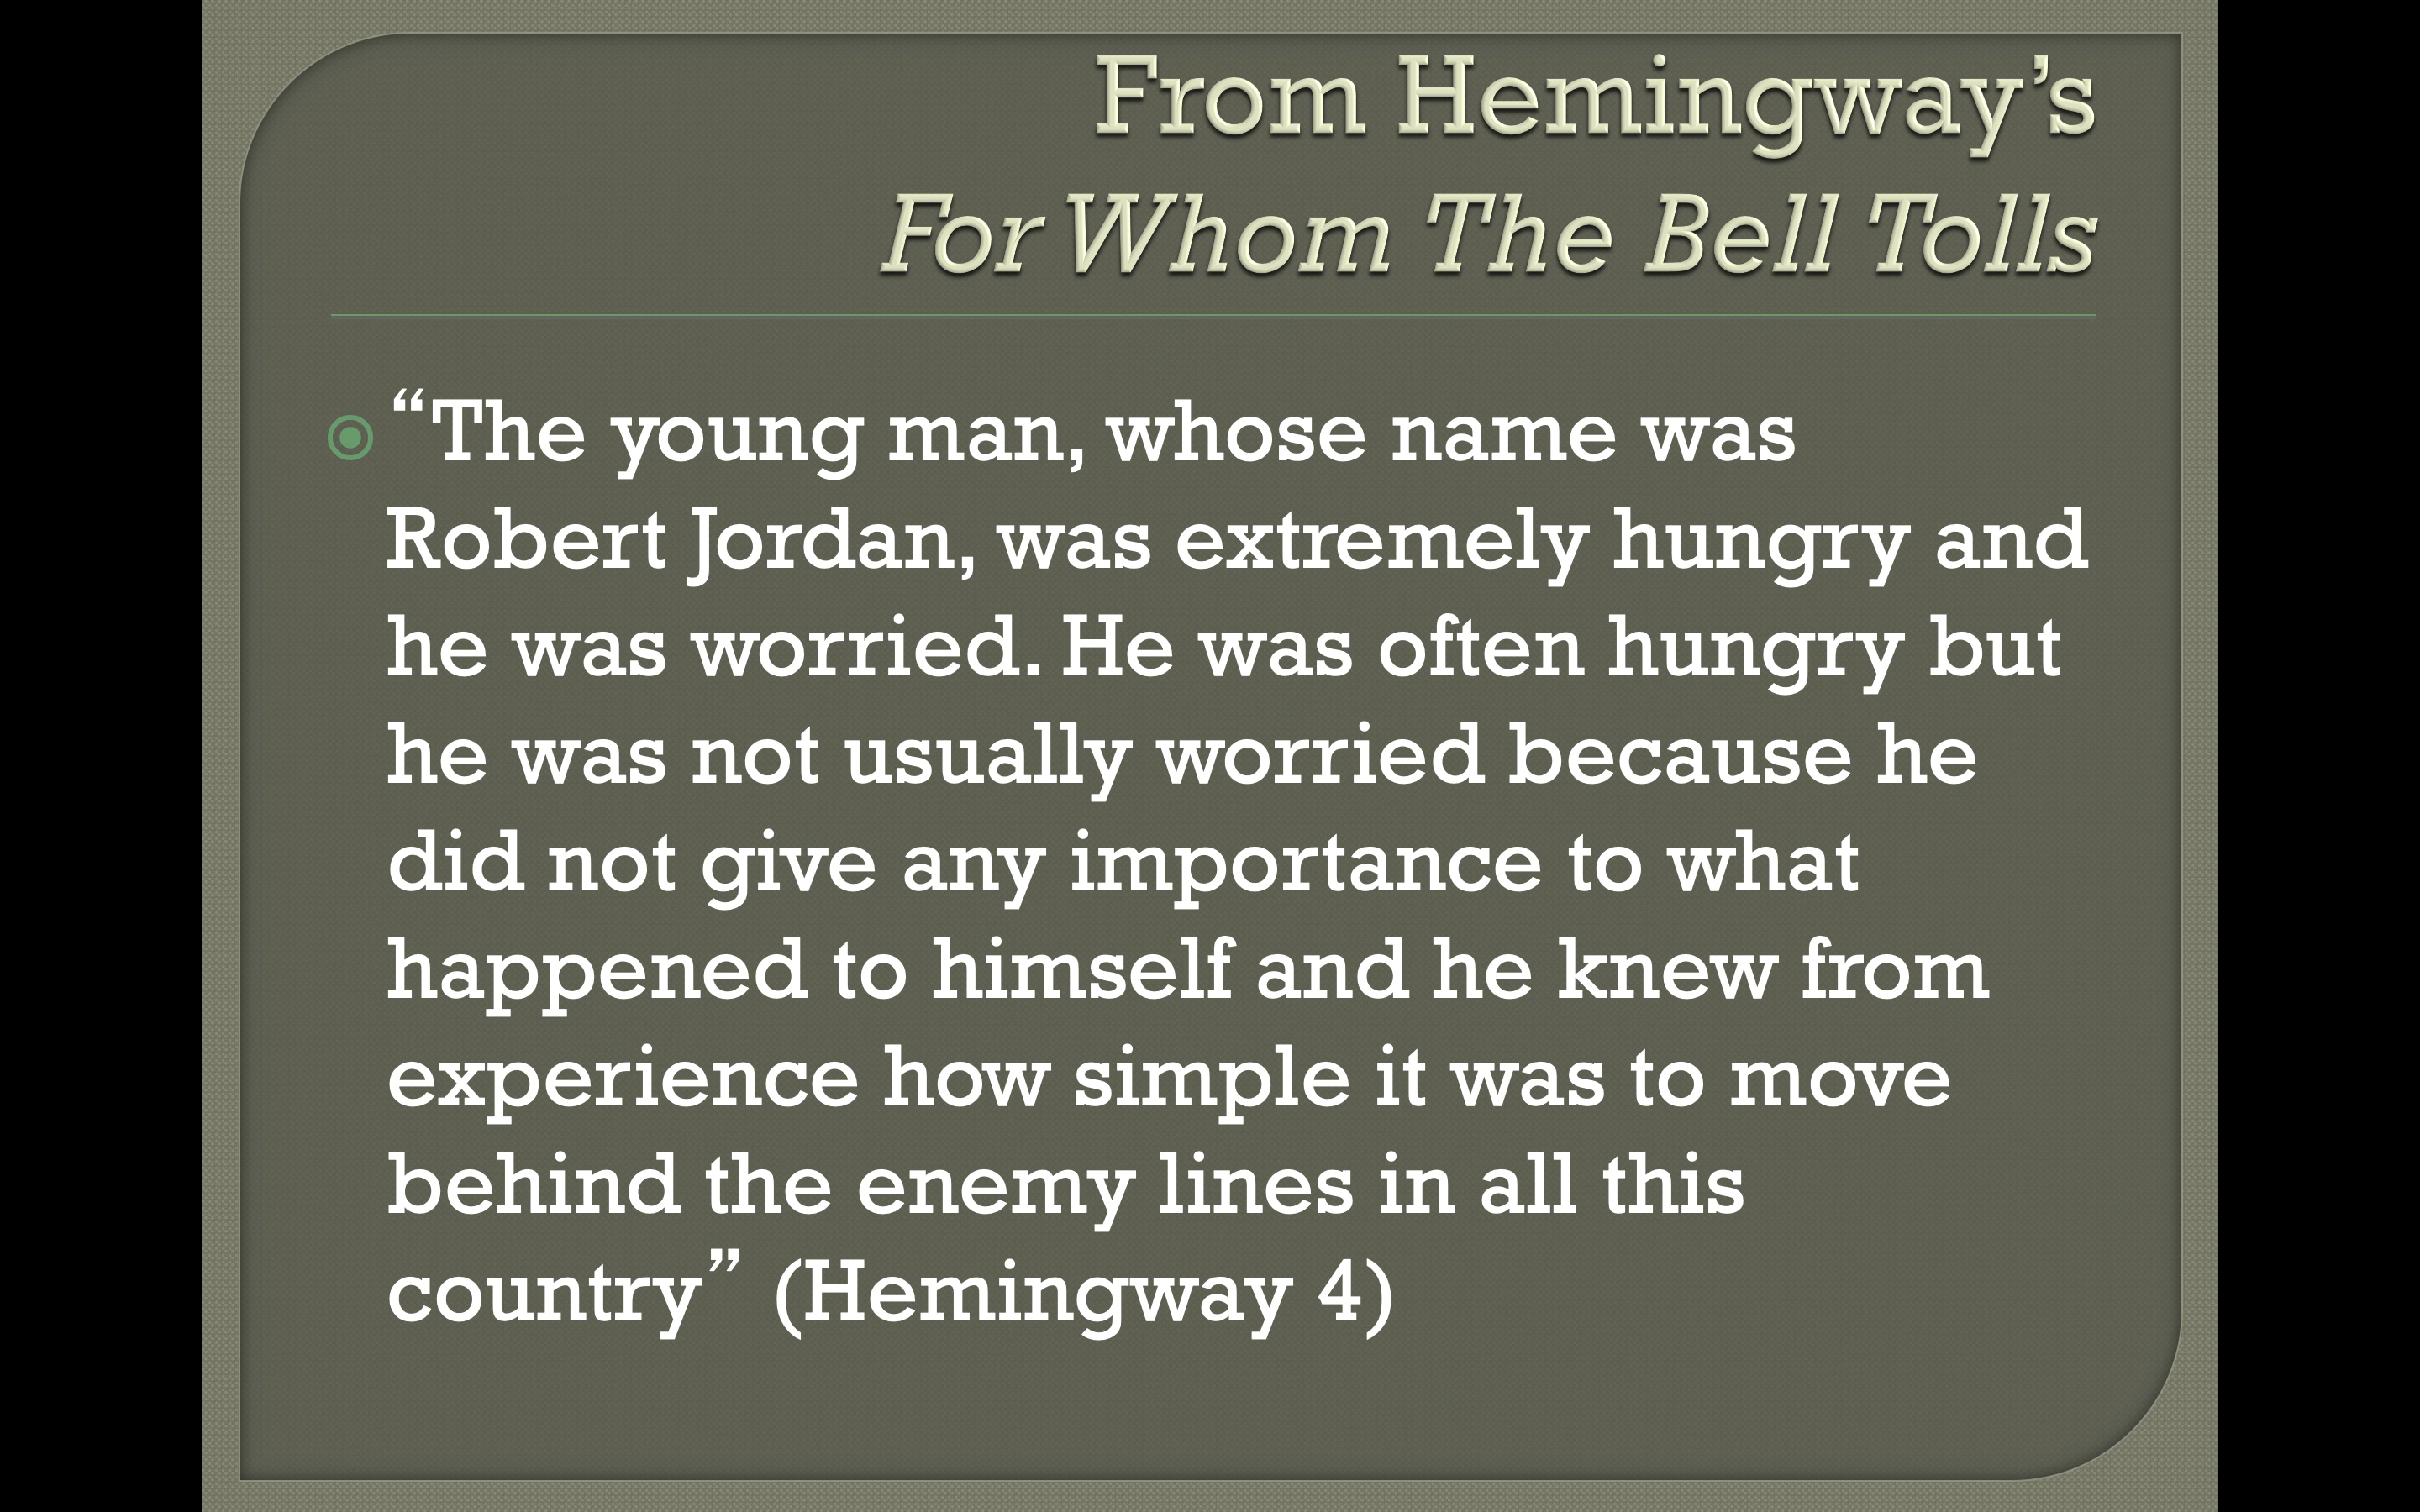 From Hemingway’s
For Whom The Bell Tolls
“The young man, whose name was
Robert Jordan, was extremely hungry and
he was worried. He was often hungry but
he was not usually worried because he
did not give any importance to what
happened to himself and he knew from
experience how simple it was to move
behind the enemy lines in all this
country” (Hemingway 4)